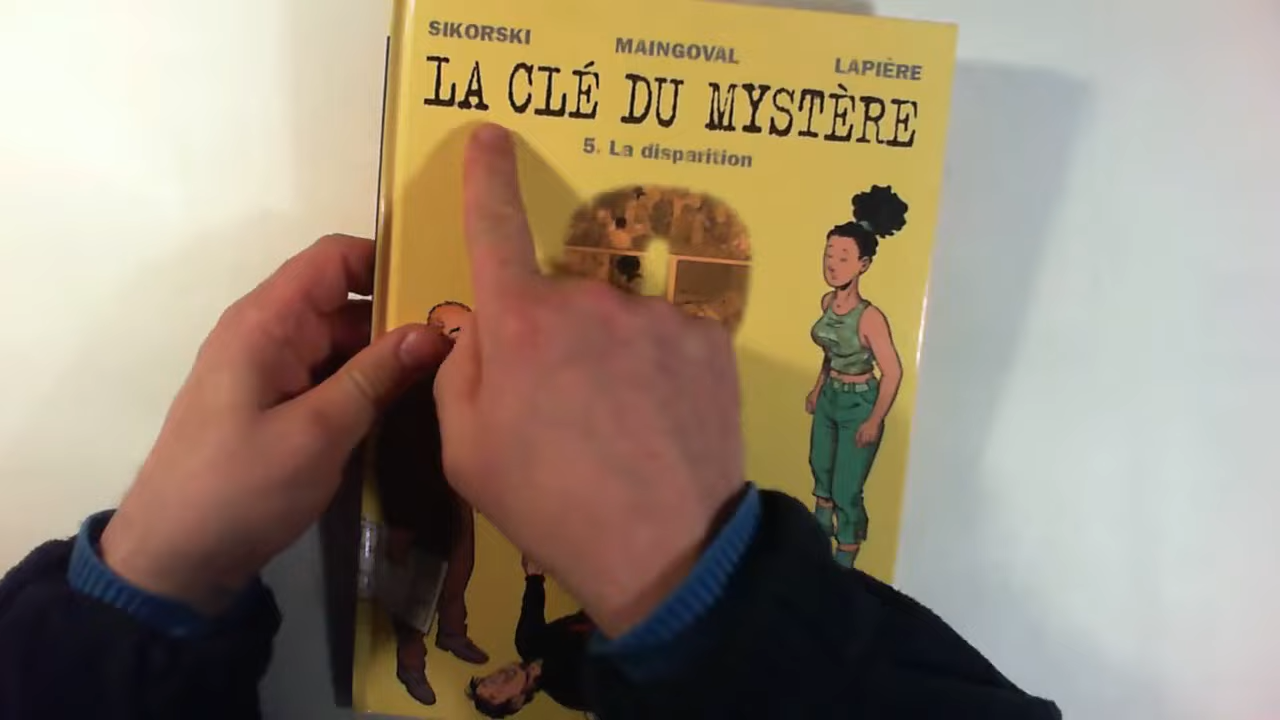 SIKORSKI MAINGOVAL LAPIÈRE
LA CLÉ DU MYSTÈRE
5. La disparition